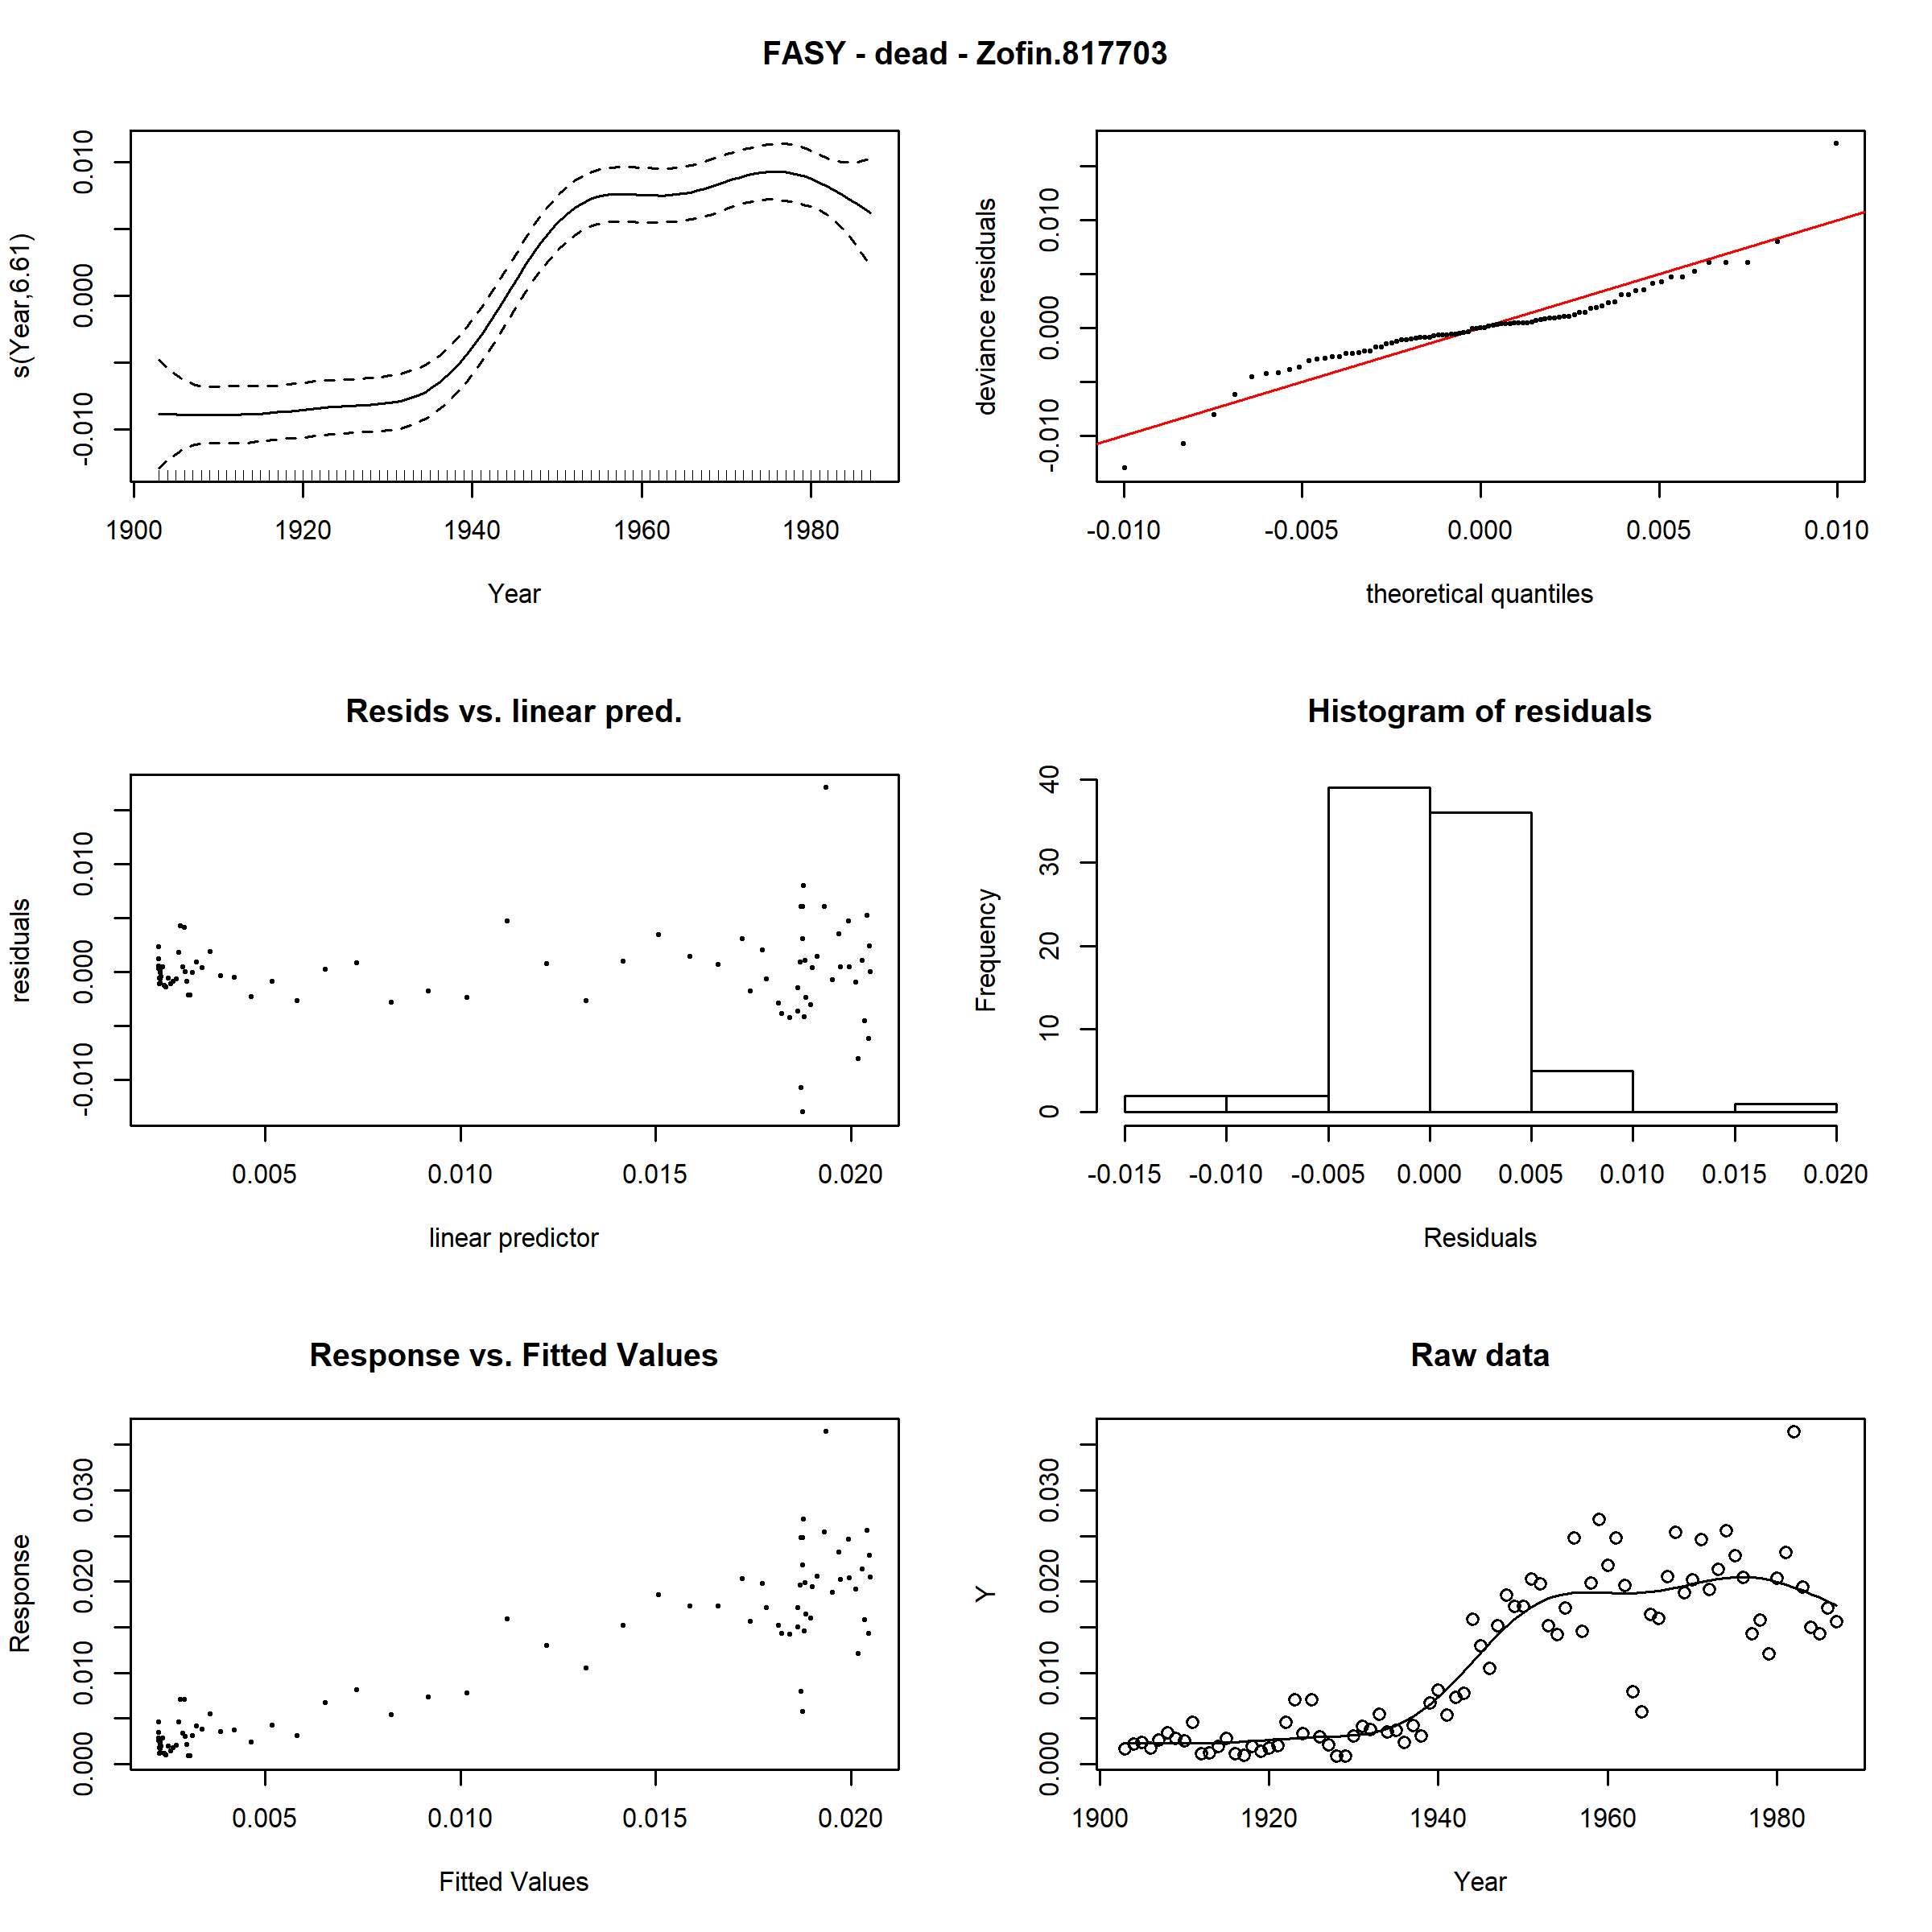 FASY - dead - Zofin.817703
s(Year,6.61)
0.010
0.000
-0.010
1900 1920 1940 1960 1980
Year
deviance residuals
0.010
0.000
-0.010
-0.010 -0.005 0.000 0.005 0.010
theoretical quantiles
Resids vs. linear pred.
residuals
0.010
0.000
-0.010
0.005 0.010 0.015 0.020
linear predictor
Histogram of residuals
Frequency
40
30
20
10
0
-0.015 -0.010 -0.005 0.000 0.005 0.010 0.015 0.020
Residuals
Response vs. Fitted Values
Response
0.030
0.020
0.010
0.000
0.005 0.010 0.015 0.020
Fitted Values
Raw data
Y
0.030
0.020
0.010
0.000
1900 1920 1940 1960 1980
Year